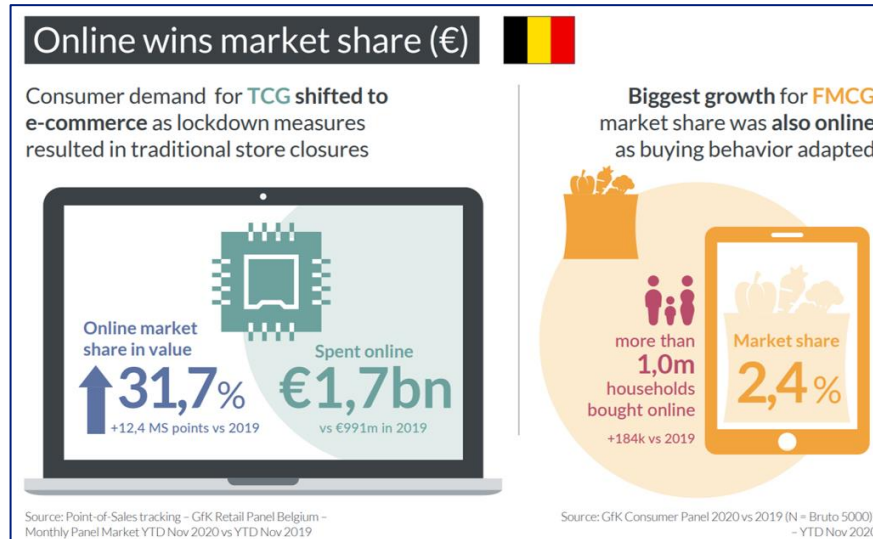 Online wins market share (€)
Consumer demand for TCG shifted to
e-commerce as lockdown measures
resulted in traditional store closures
Online market
share in value
31,7%
+12,4 MS points vs 2019
Spent online
€1,7bn
vs €991m in 2019
Source: Point-of-Sales tracking – GfK Retail Panel Belgium –
Monthly Panel Market YTD Nov 2020 vs YTD Nov 2019
Biggest growth for FMCG
market share was also online
as buying behavior adapted
more than
1,0m
households
bought online
+184k vs 2019
Market share
2,4%
Source: GfK Consumer Panel 2020 vs 2019 (N = Bruto 5000)
– YTD Nov 2020